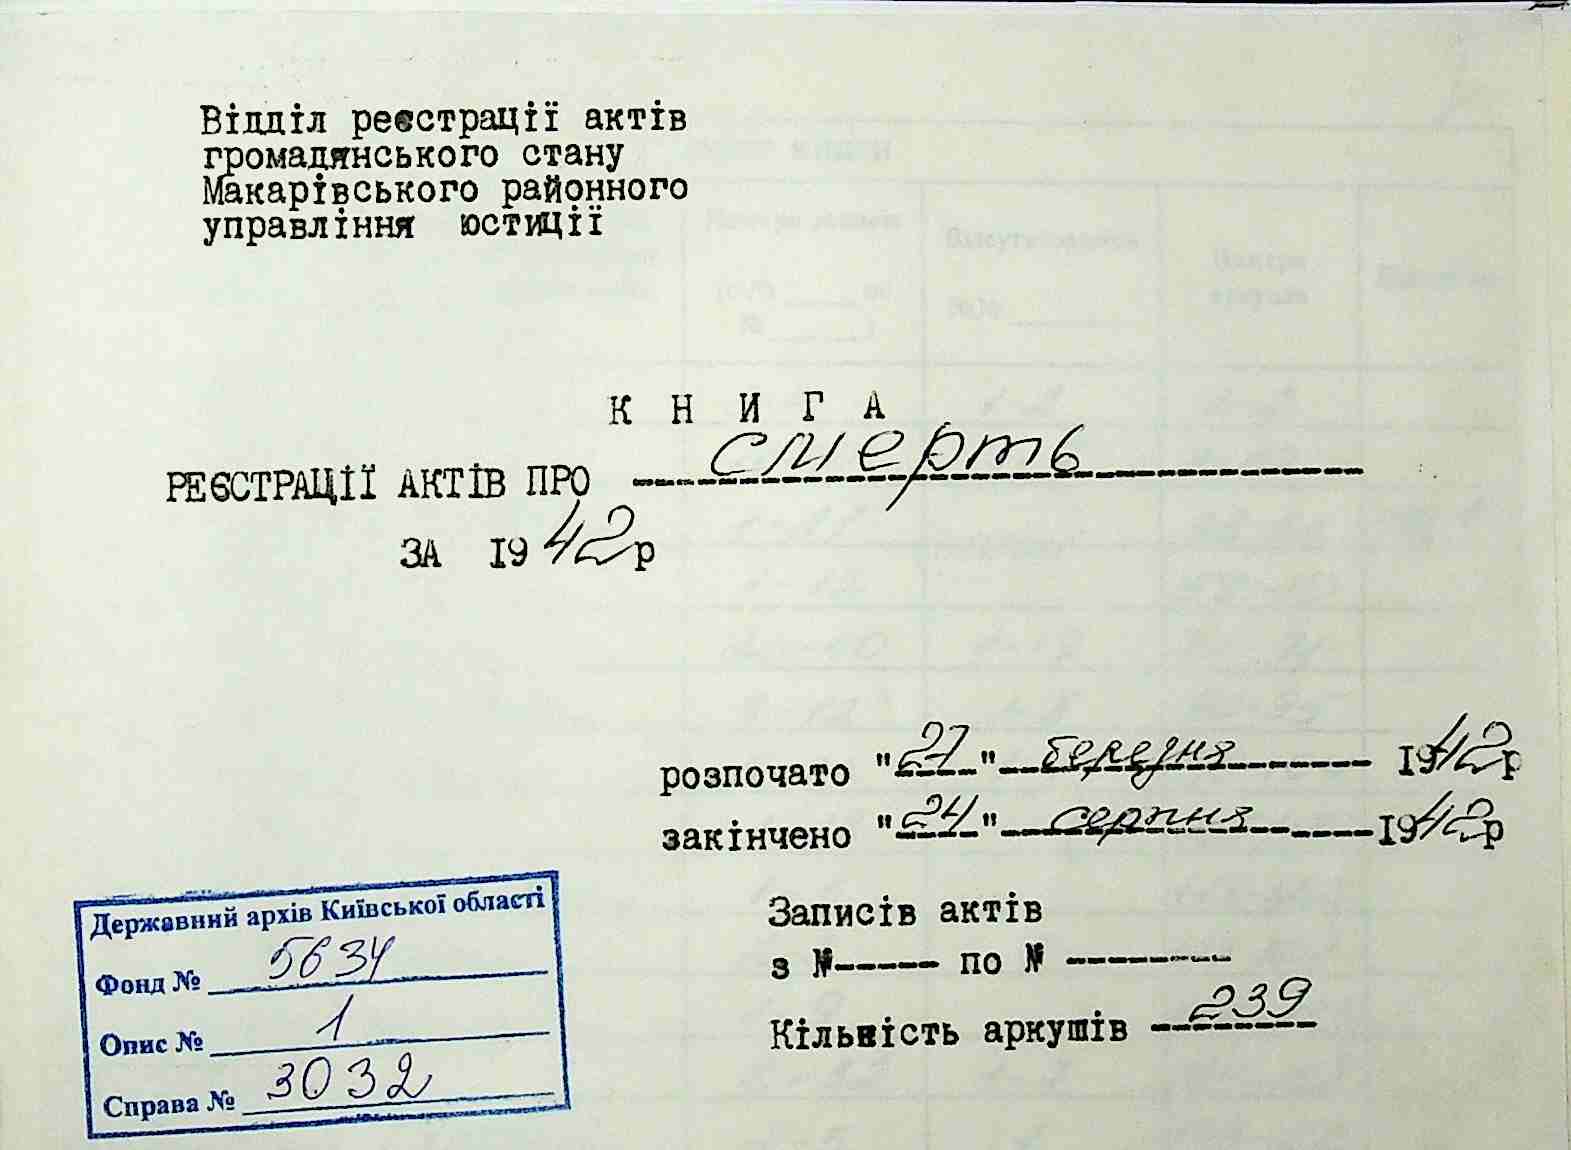 Відділ реєстрації актів
громадянського стану
Макарівського районного
управління юстиції
К Н И Г А
РЕЄСТРАЦІЇ АКТІВ ПРО смерть
ЗА 1942р
розпочато "27" березня 1942р
закінчено "24" серпня 1942р
Записів актів
з №------ по № ----------
Кількість аркушів 239
Державний архів Київської області
Фонд № 5634
Опис № 1
Справа № 3032